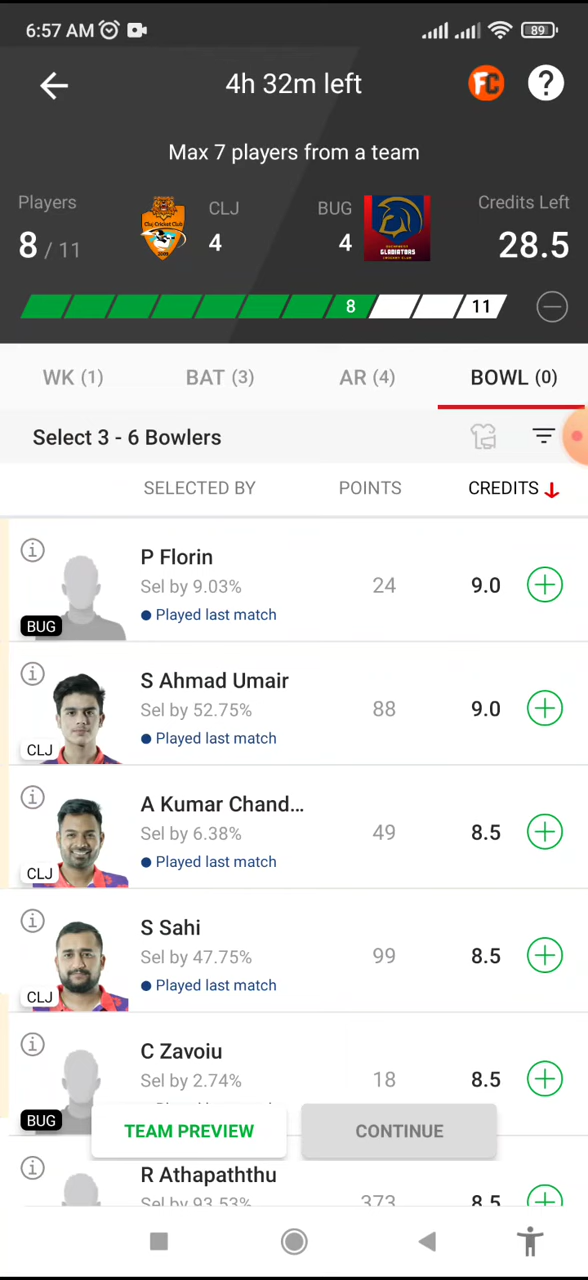 6:57 AM 89
4h 32m left FC ?
Max 7 players from a team
Players CLJ BUG Credits Left
8 / 11 4 4 28.5
8 11
WK (1) BAT (3) AR (4) BOWL (0)
Select 3 - 6 Bowlers
SELECTED BY POINTS CREDITS
P Florin
Sel by 9.03% 24 9.0
Played last match
BUG
S Ahmad Umair
Sel by 52.75% 88 9.0
Played last match
CLJ
A Kumar Chand...
Sel by 6.38% 49 8.5
Played last match
CLJ
S Sahi
Sel by 47.75% 99 8.5
Played last match
CLJ
C Zavoiu
Sel by 2.74% 18 8.5
BUG
TEAM PREVIEW CONTINUE
R Athapaththu
Sel by 93.53% 373 8.5